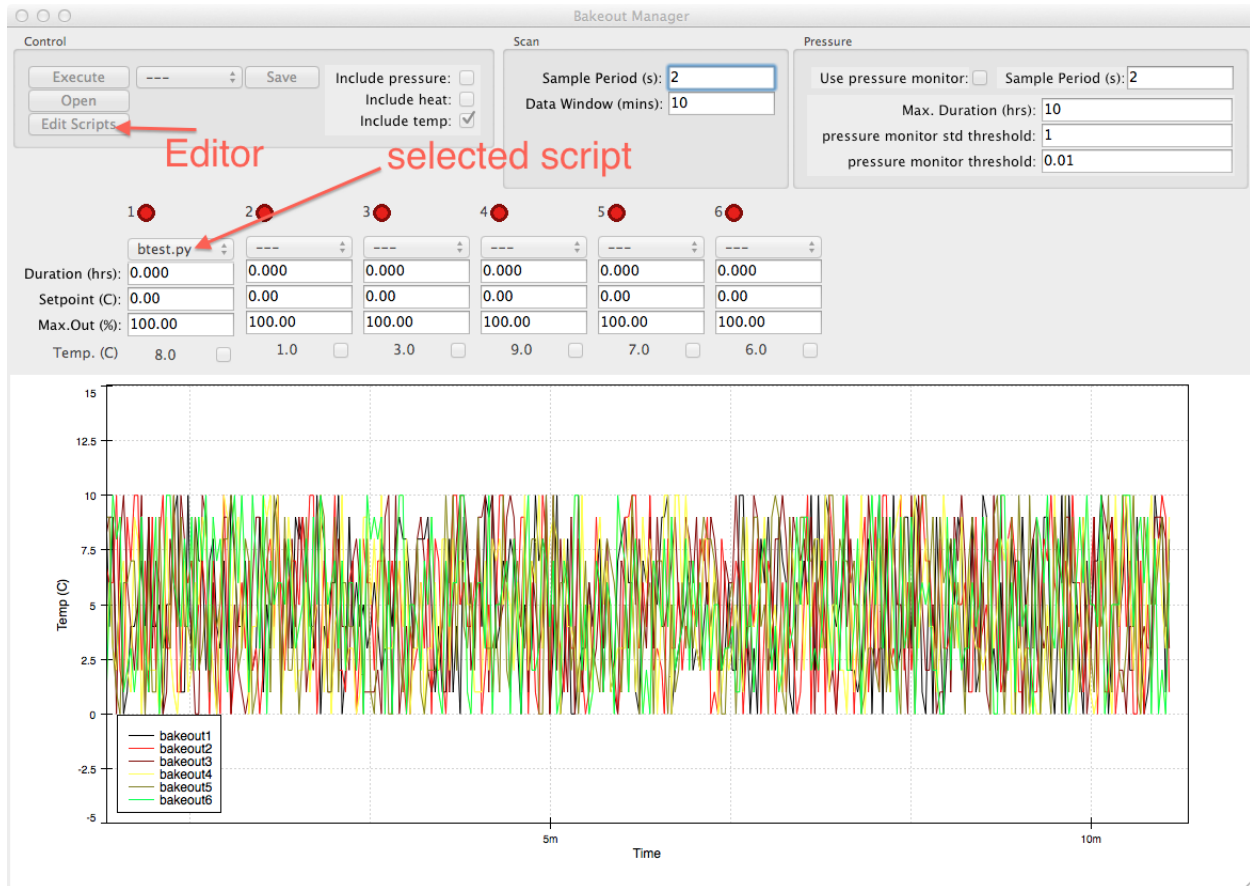 Bakeout Manager
Control
Execute
---
Save
Open
Edit Scripts
Include pressure:
Include heat:
Include temp:
Scan
Sample Period (s): 2
Data Window (mins): 10
Pressure
Use pressure monitor: Sample Period (s): 2
Max. Duration (hrs): 10
pressure monitor std threshold: 1
pressure monitor threshold: 0.01
Editor
selected script
1 2 3 4 5 6
btest.py --- --- --- --- ---
Duration (hrs): 0.000 0.000 0.000 0.000 0.000 0.000
Setpoint (C): 0.00 0.00 0.00 0.00 0.00 0.00
Max.Out (%): 100.00 100.00 100.00 100.00 100.00 100.00
Temp. (C) 8.0 1.0 3.0 9.0 7.0 6.0
15
12.5
10
7.5
5
2.5
0
-2.5
-5
Temp (C)
bakeout1
bakeout2
bakeout3
bakeout4
bakeout5
bakeout6
5m 10m
Time